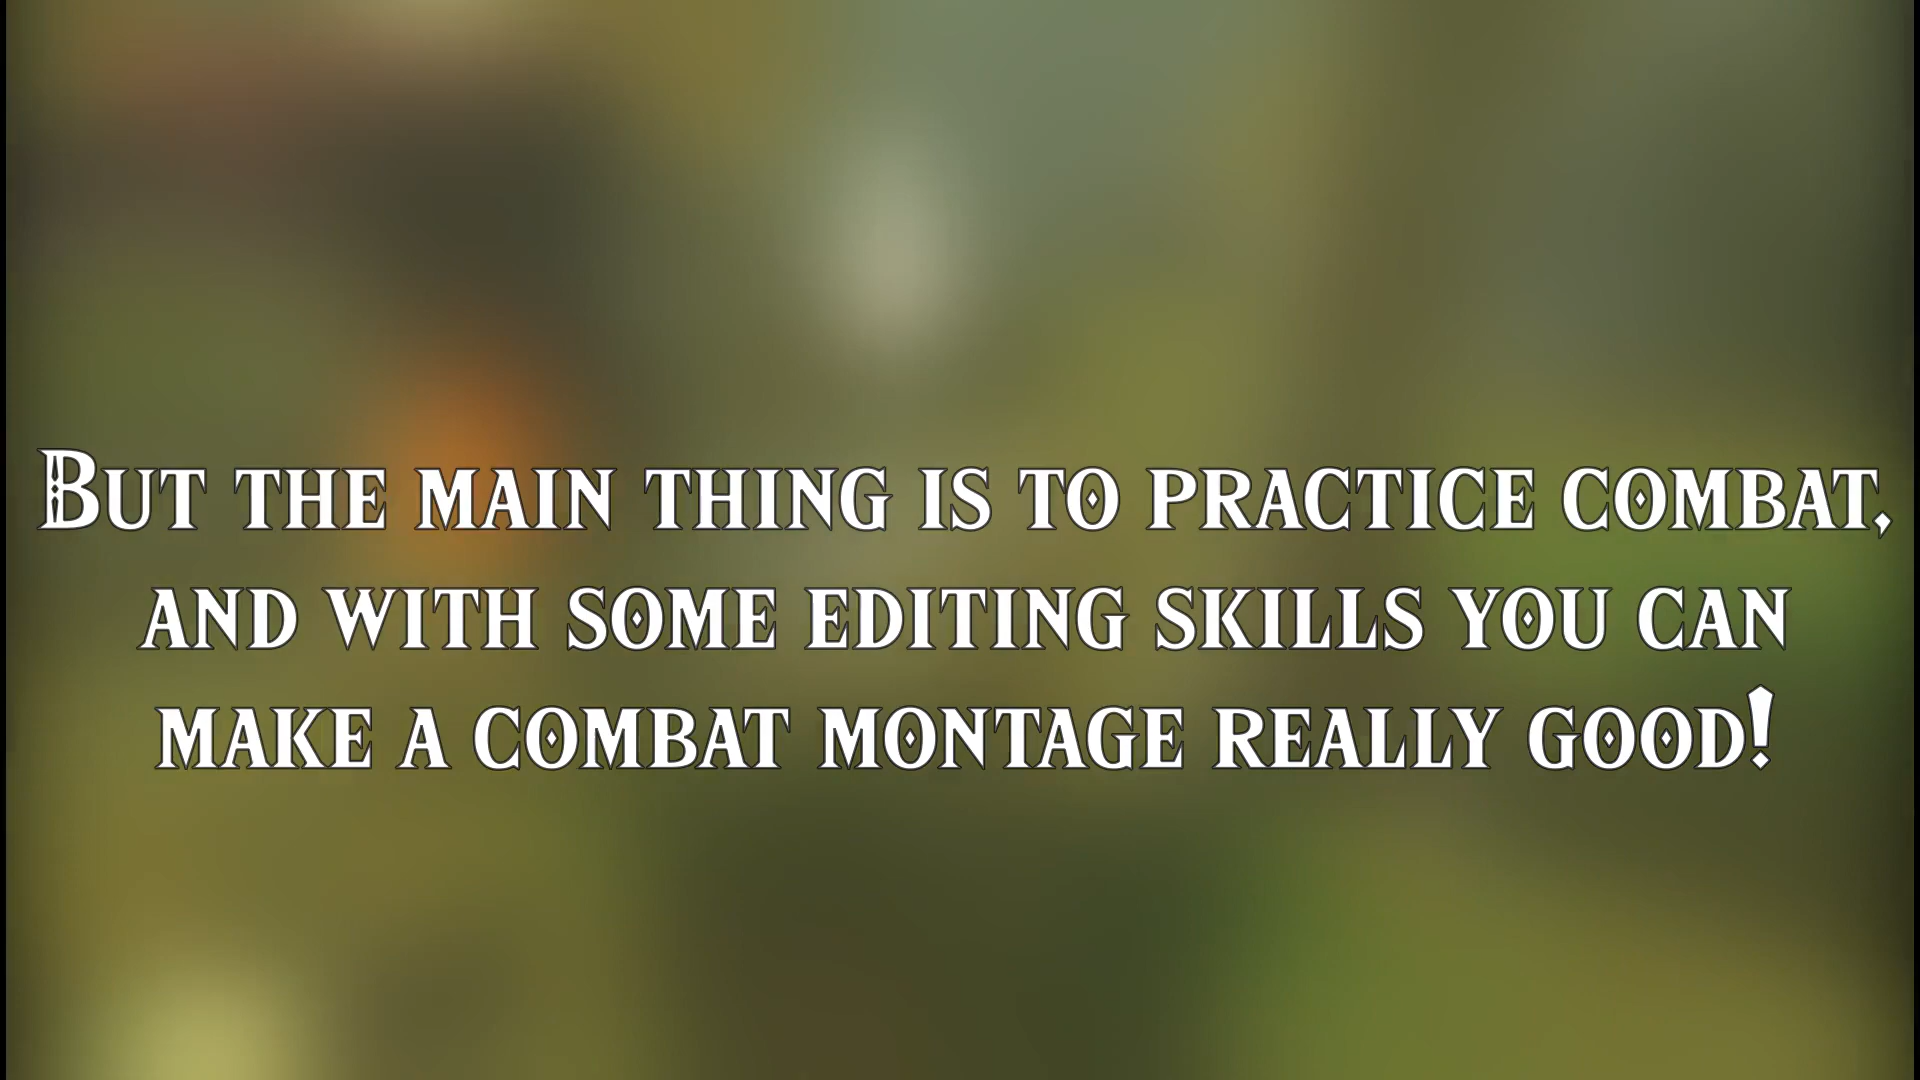 But the main thing is to practice combat,
and with some editing skills you can
make a combat montage really good!